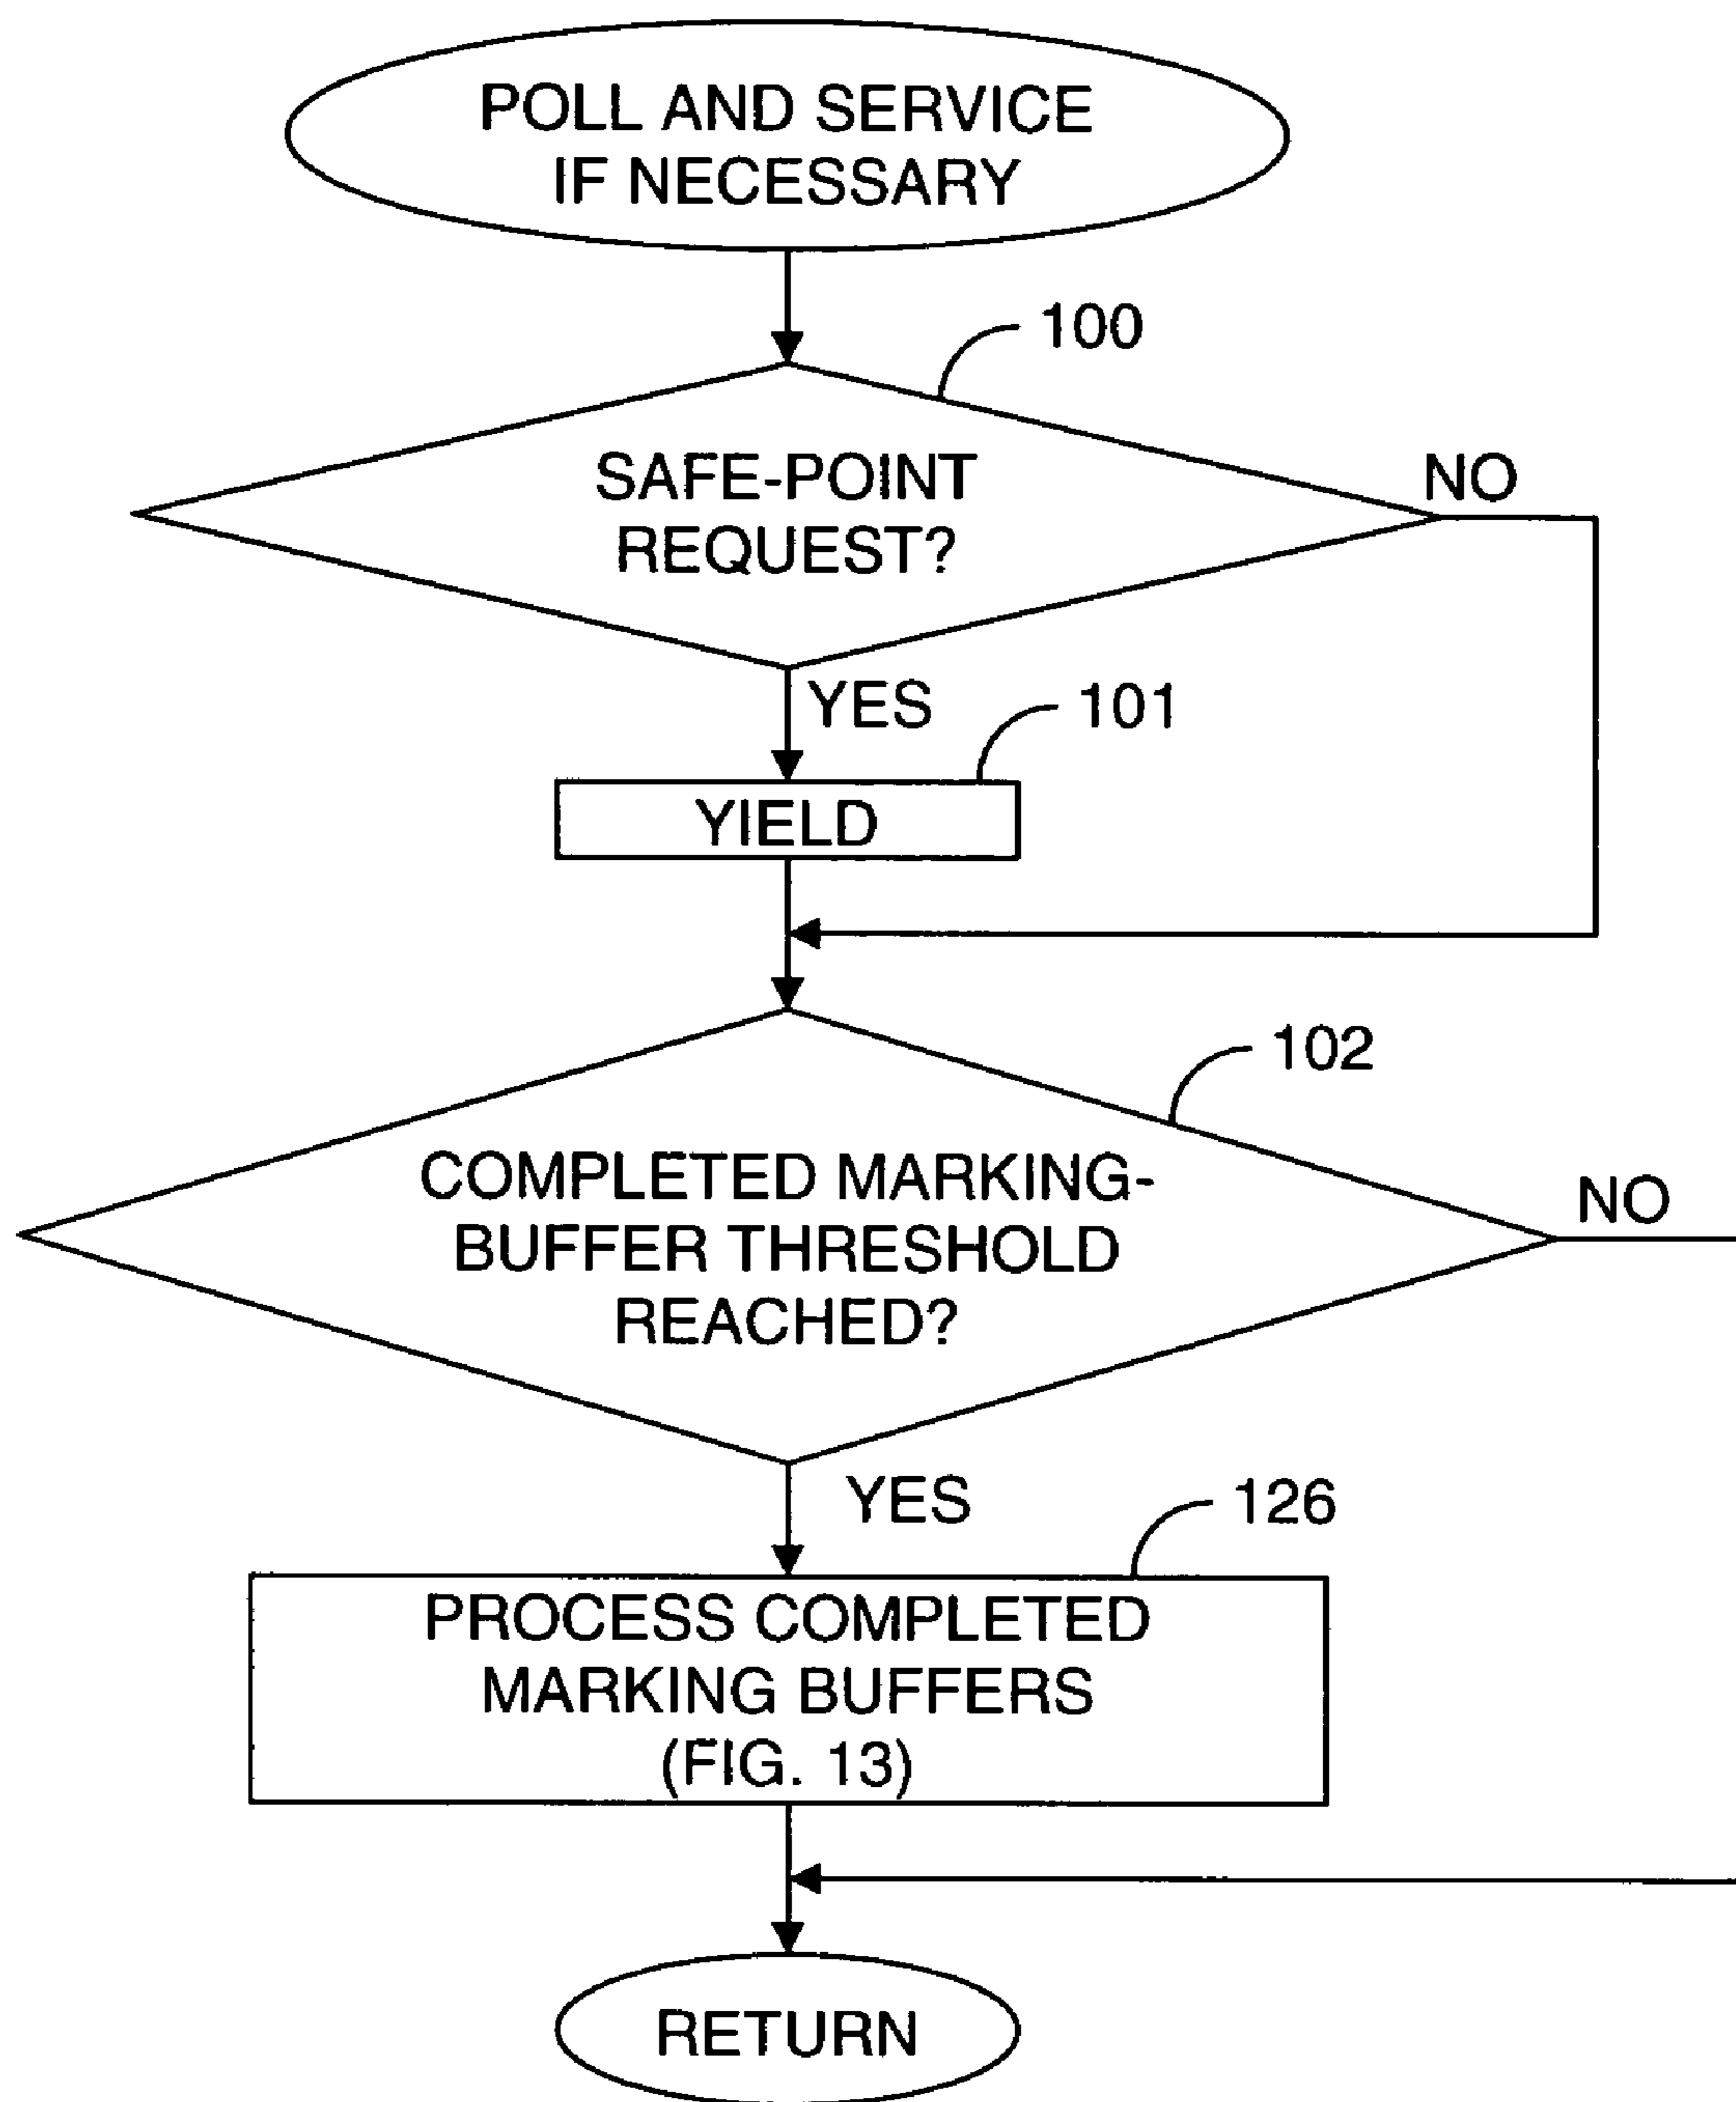 POLL AND SERVICE
IF NECESSARY
100
SAFE-POINT
REQUEST?
NO
YES
101
YIELD
102
COMPLETED MARKING-
BUFFER THRESHOLD
REACHED?
NO
YES
126
PROCESS COMPLETED
MARKING BUFFERS
(FIG. 13)
RETURN